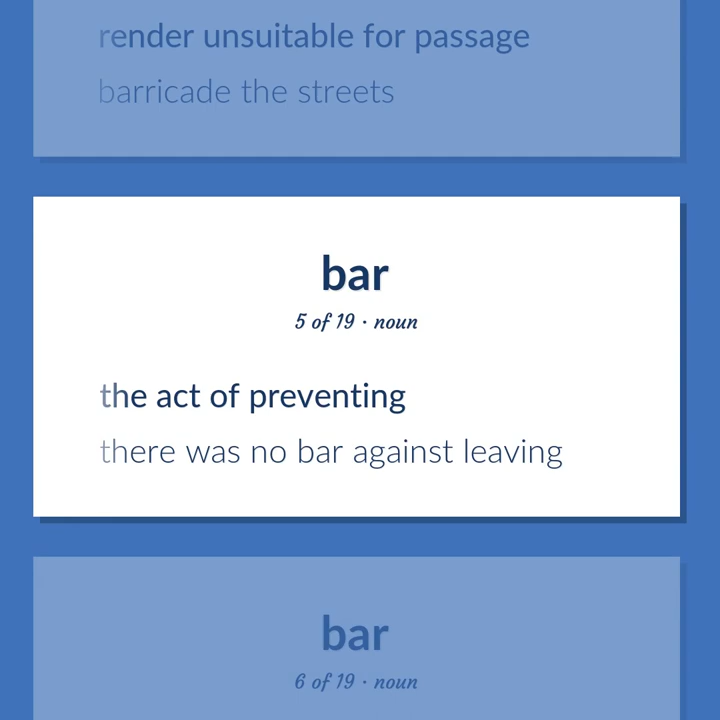 render unsuitable for passage
barricade the streets
bar
5 of 19 · noun
the act of preventing
there was no bar against leaving
bar
6 of 19 · noun